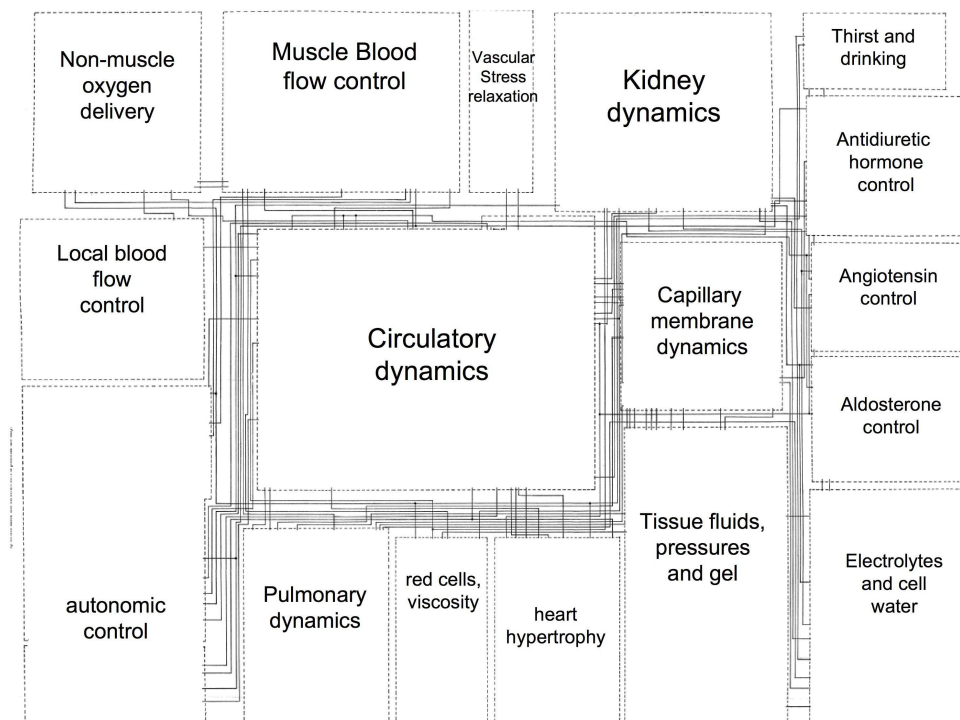 Non-muscle
oxygen
delivery
Muscle Blood
flow control
Vascular
Stress
relaxation
Kidney
dynamics
Thirst and
drinking
Antidiuretic
hormone
control
Local blood
flow
control
Circulatory
dynamics
Capillary
membrane
dynamics
Angiotensin
control
Aldosterone
control
autonomic
control
Pulmonary
dynamics
red cells,
viscosity
heart
hypertrophy
Tissue fluids,
pressures
and gel
Electrolytes
and cell
water